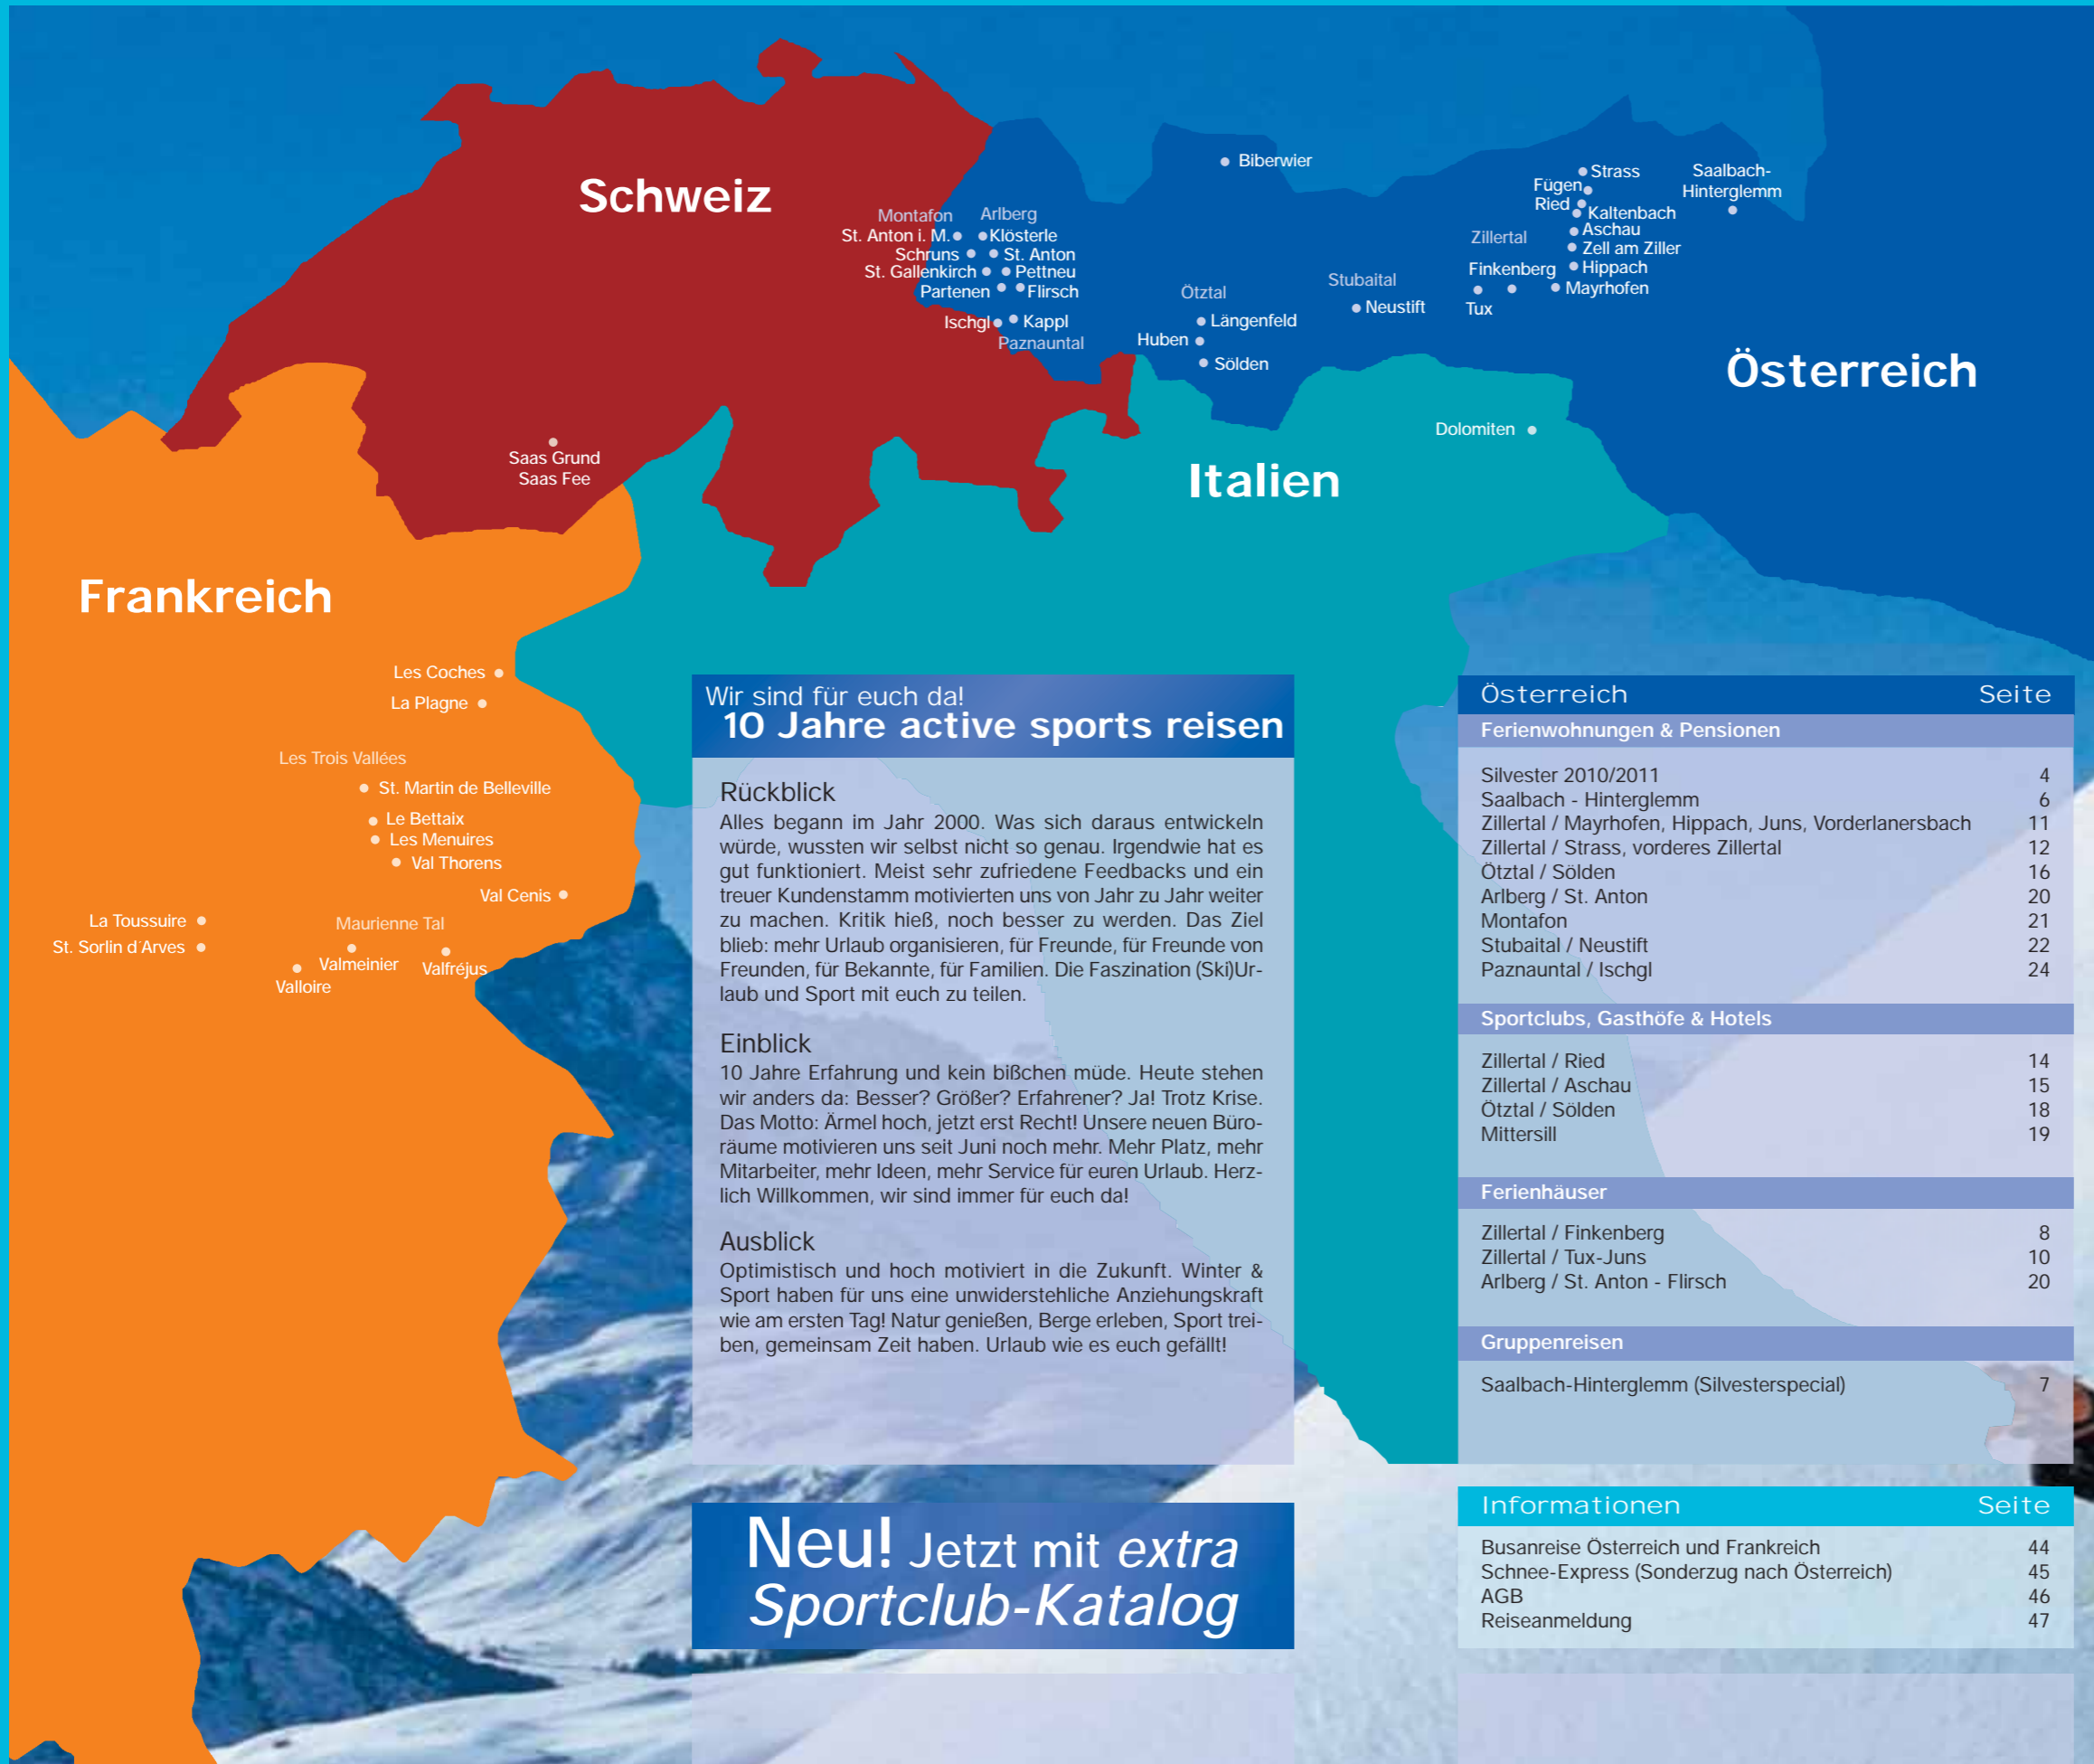 Schweiz
Montafon
Arlberg
St. Anton i. M.
Klösterle
Schruns
St. Anton
St. Gallenkirch
Pettneu
Partenen
Flirsch
Ischgl
Kappl
Paznauntal
Biberwier
Ötztal
Längenfeld
Huben
Sölden
Stubaital
Neustift
Strass
Fügen
Ried
Kaltenbach
Aschau
Zillertal
Zell am Ziller
Finkenberg
Hippach
Mayrhofen
Tux
Saalbach-
Hinterglemm
Österreich
Dolomiten
Italien
Saas Grund
Saas Fee
Frankreich
Les Coches
La Plagne
Les Trois Vallées
St. Martin de Belleville
Le Bettaix
Les Menuires
Val Thorens
Val Cenis
La Toussuire
Maurienne Tal
St. Sorlin d´Arves
Valmeinier
Valfréjus
Valloire
Wir sind für euch da!
10 Jahre active sports reisen
Rückblick
Alles begann im Jahr 2000. Was sich daraus entwickeln
würde, wussten wir selbst nicht so genau. Irgendwie hat es
gut funktioniert. Meist sehr zufriedene Feedbacks und ein
treuer Kundenstamm motivierten uns von Jahr zu Jahr weiter
zu machen. Kritik hieß, noch besser zu werden. Das Ziel
blieb: mehr Urlaub organisieren, für Freunde, für Freunde von
Freunden, für Bekannte, für Familien. Die Faszination (Ski)Ur-
laub und Sport mit euch zu teilen.
Einblick
10 Jahre Erfahrung und kein bißchen müde. Heute stehen
wir anders da: Besser? Größer? Erfahrener? Ja! Trotz Krise.
Das Motto: Ärmel hoch, jetzt erst Recht! Unsere neuen Büro-
räume motivieren uns seit Juni noch mehr. Mehr Platz, mehr
Mitarbeiter, mehr Ideen, mehr Service für euren Urlaub. Herz-
lich Willkommen, wir sind immer für euch da!
Ausblick
Optimistisch und hoch motiviert in die Zukunft. Winter &
Sport haben für uns eine unwiderstehliche Anziehungskraft
wie am ersten Tag! Natur genießen, Berge erleben, Sport trei-
ben, gemeinsam Zeit haben. Urlaub wie es euch gefällt!
Neu! Jetzt mit extra
Sportclub-Katalog
Österreich Seite
Ferienwohnungen & Pensionen
Silvester 2010/2011 4
Saalbach - Hinterglemm 6
Zillertal / Mayrhofen, Hippach, Juns, Vorderlanersbach 11
Zillertal / Strass, vorderes Zillertal 12
Ötztal / Sölden 16
Arlberg / St. Anton 20
Montafon 21
Stubaital / Neustift 22
Paznauntal / Ischgl 24
Sportclubs, Gasthöfe & Hotels
Zillertal / Ried 14
Zillertal / Aschau 15
Ötztal / Sölden 18
Mittersill 19
Ferienhäuser
Zillertal / Finkenberg 8
Zillertal / Tux-Juns 10
Arlberg / St. Anton - Flirsch 20
Gruppenreisen
Saalbach-Hinterglemm (Silvesterspecial) 7
Informationen Seite
Busanreise Österreich und Frankreich 44
Schnee-Express (Sonderzug nach Österreich) 45
AGB 46
Reiseanmeldung 47